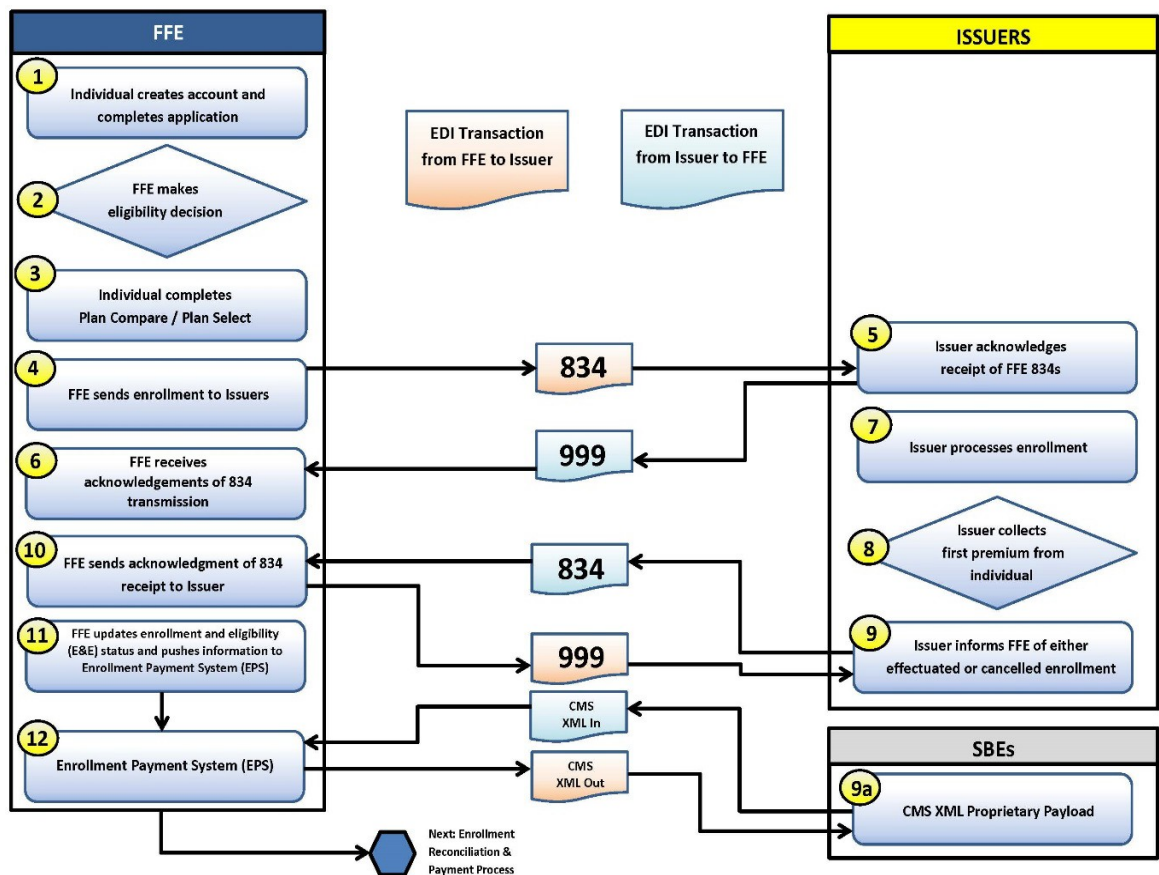 FFE
1
Individual creates account and
completes application
2
FFE makes
eligibility decision
3
Individual completes
Plan Compare / Plan Select
4
FFE sends enrollment to Issuers
6
FFE receives
acknowledgements of 834
transmission
10
FFE sends acknowledgment of 834
receipt to Issuer
11
FFE updates enrollment and eligibility
(E&E) status and pushes information to
Enrollment Payment System (EPS)
12
Enrollment Payment System (EPS)
EDI Transaction
from FFE to Issuer
EDI Transaction
from Issuer to FFE
834
999
834
999
CMS
XML In
CMS
XML Out
Next: Enrollment
Reconciliation &
Payment Process
ISSUERS
5
Issuer acknowledges
receipt of FFE 834s
7
Issuer processes enrollment
8
Issuer collects
first premium from
individual
9
Issuer informs FFE of either
effectuated or cancelled enrollment
SBEs
9a
CMS XML Proprietary Payload